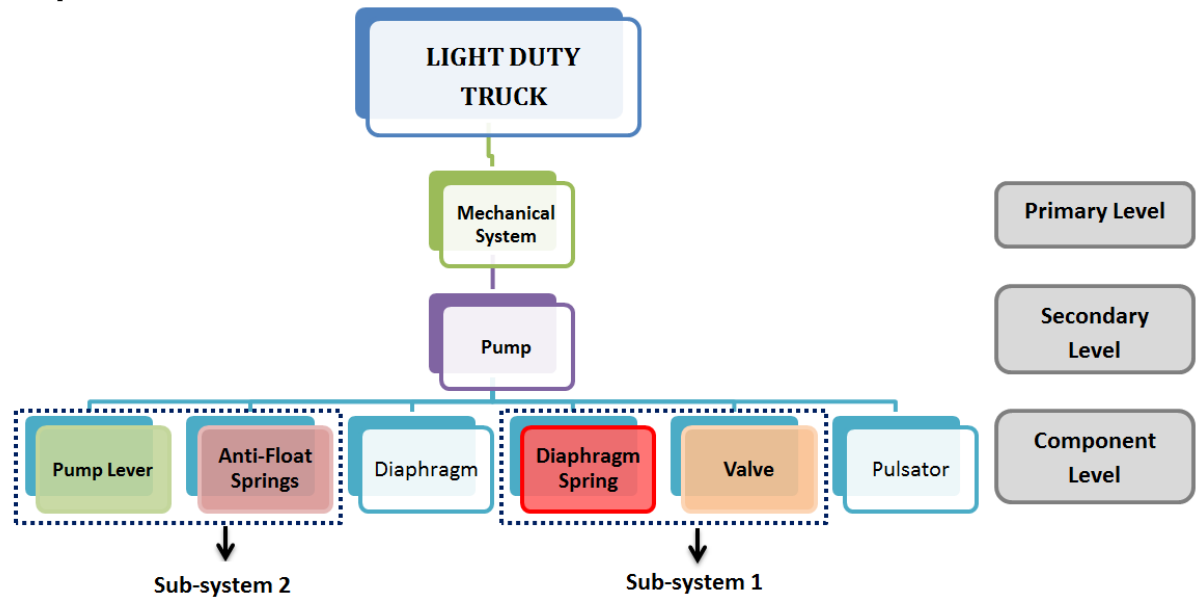 LIGHT DUTY
TRUCK
Mechanical
System
Primary Level
Pump
Secondary
Level
Pump Lever
Anti-Float
Springs
Diaphragm
Diaphragm
Spring
Valve
Pulsator
Component
Level
Sub-system 2
Sub-system 1